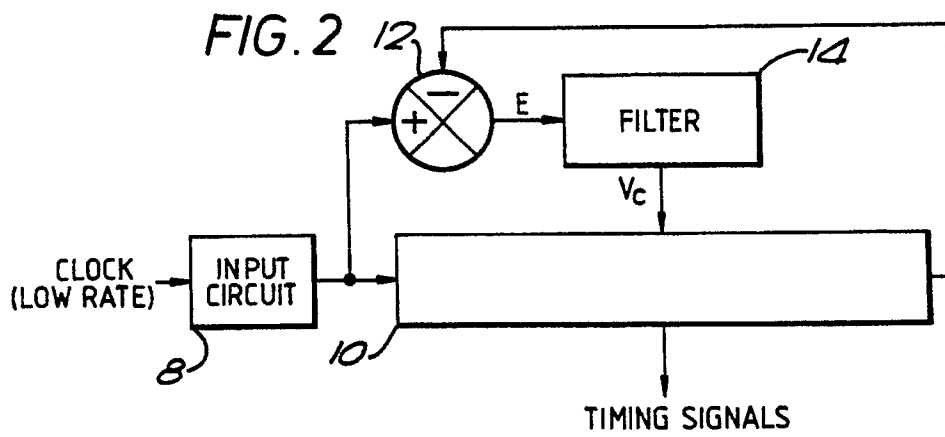 FIG. 2
12
14
−
+
E
FILTER
Vc
CLOCK
(LOW RATE)
INPUT
CIRCUIT
8
10
TIMING SIGNALS